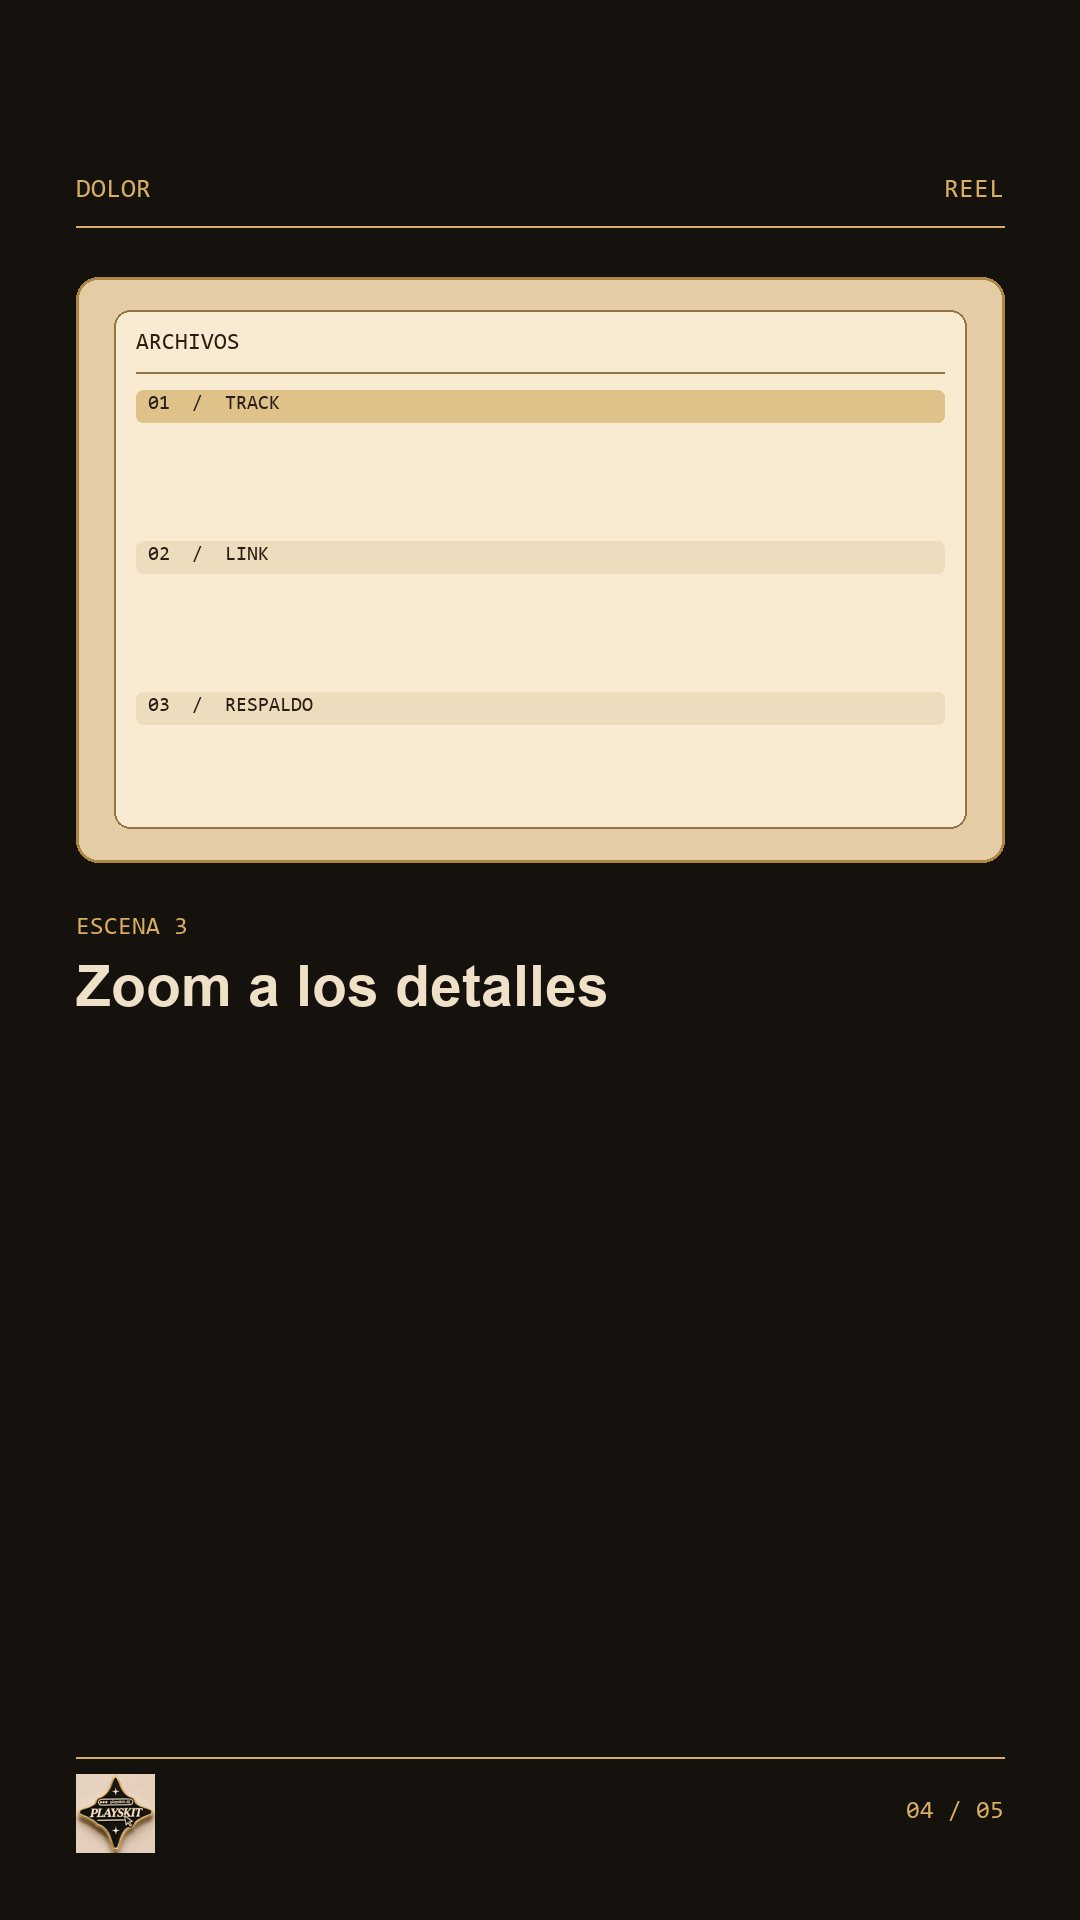 DOLOR REEL
ARCHIVOS
01 / TRACK
02 / LINK
03 / RESPALDO
ESCENA 3
Zoom a los detalles
PLAYSKIT
04 / 05